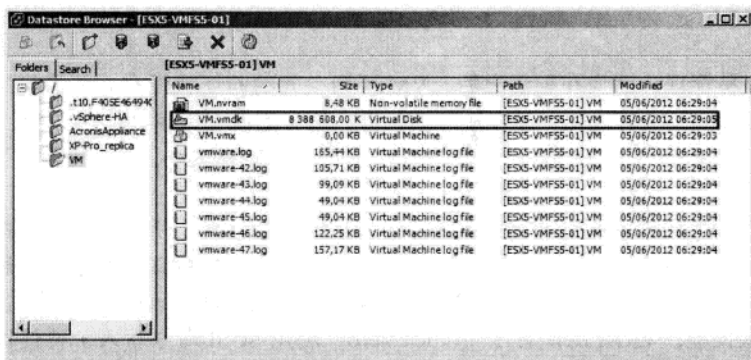 Datastore Browser - [ESX5-VMFS5-01]
Folders Search
[ESX5-VMFS5-01] VM
Name Size Type Path Modified
/
.t10.F405E464940
.vSphere-HA
AcronisAppliance
XP-Pro_replica
VM
VM.nvram 8,48 KB Non-volatile memory file [ESX5-VMFS5-01] VM 05/06/2012 06:29:04
VM.vmdk 8 388 608,00 K Virtual Disk [ESX5-VMFS5-01] VM 05/06/2012 06:29:05
VM.vmx 0,00 KB Virtual Machine [ESX5-VMFS5-01] VM 05/06/2012 06:29:03
vmware.log 165,44 KB Virtual Machine log file [ESX5-VMFS5-01] VM 05/06/2012 06:29:04
vmware-42.log 105,71 KB Virtual Machine log file [ESX5-VMFS5-01] VM 05/06/2012 06:29:04
vmware-43.log 99,09 KB Virtual Machine log file [ESX5-VMFS5-01] VM 05/06/2012 06:29:04
vmware-44.log 49,04 KB Virtual Machine log file [ESX5-VMFS5-01] VM 05/06/2012 06:29:04
vmware-45.log 49,04 KB Virtual Machine log file [ESX5-VMFS5-01] VM 05/06/2012 06:29:04
vmware-46.log 122,25 KB Virtual Machine log file [ESX5-VMFS5-01] VM 05/06/2012 06:29:04
vmware-47.log 157,17 KB Virtual Machine log file [ESX5-VMFS5-01] VM 05/06/2012 06:29:04